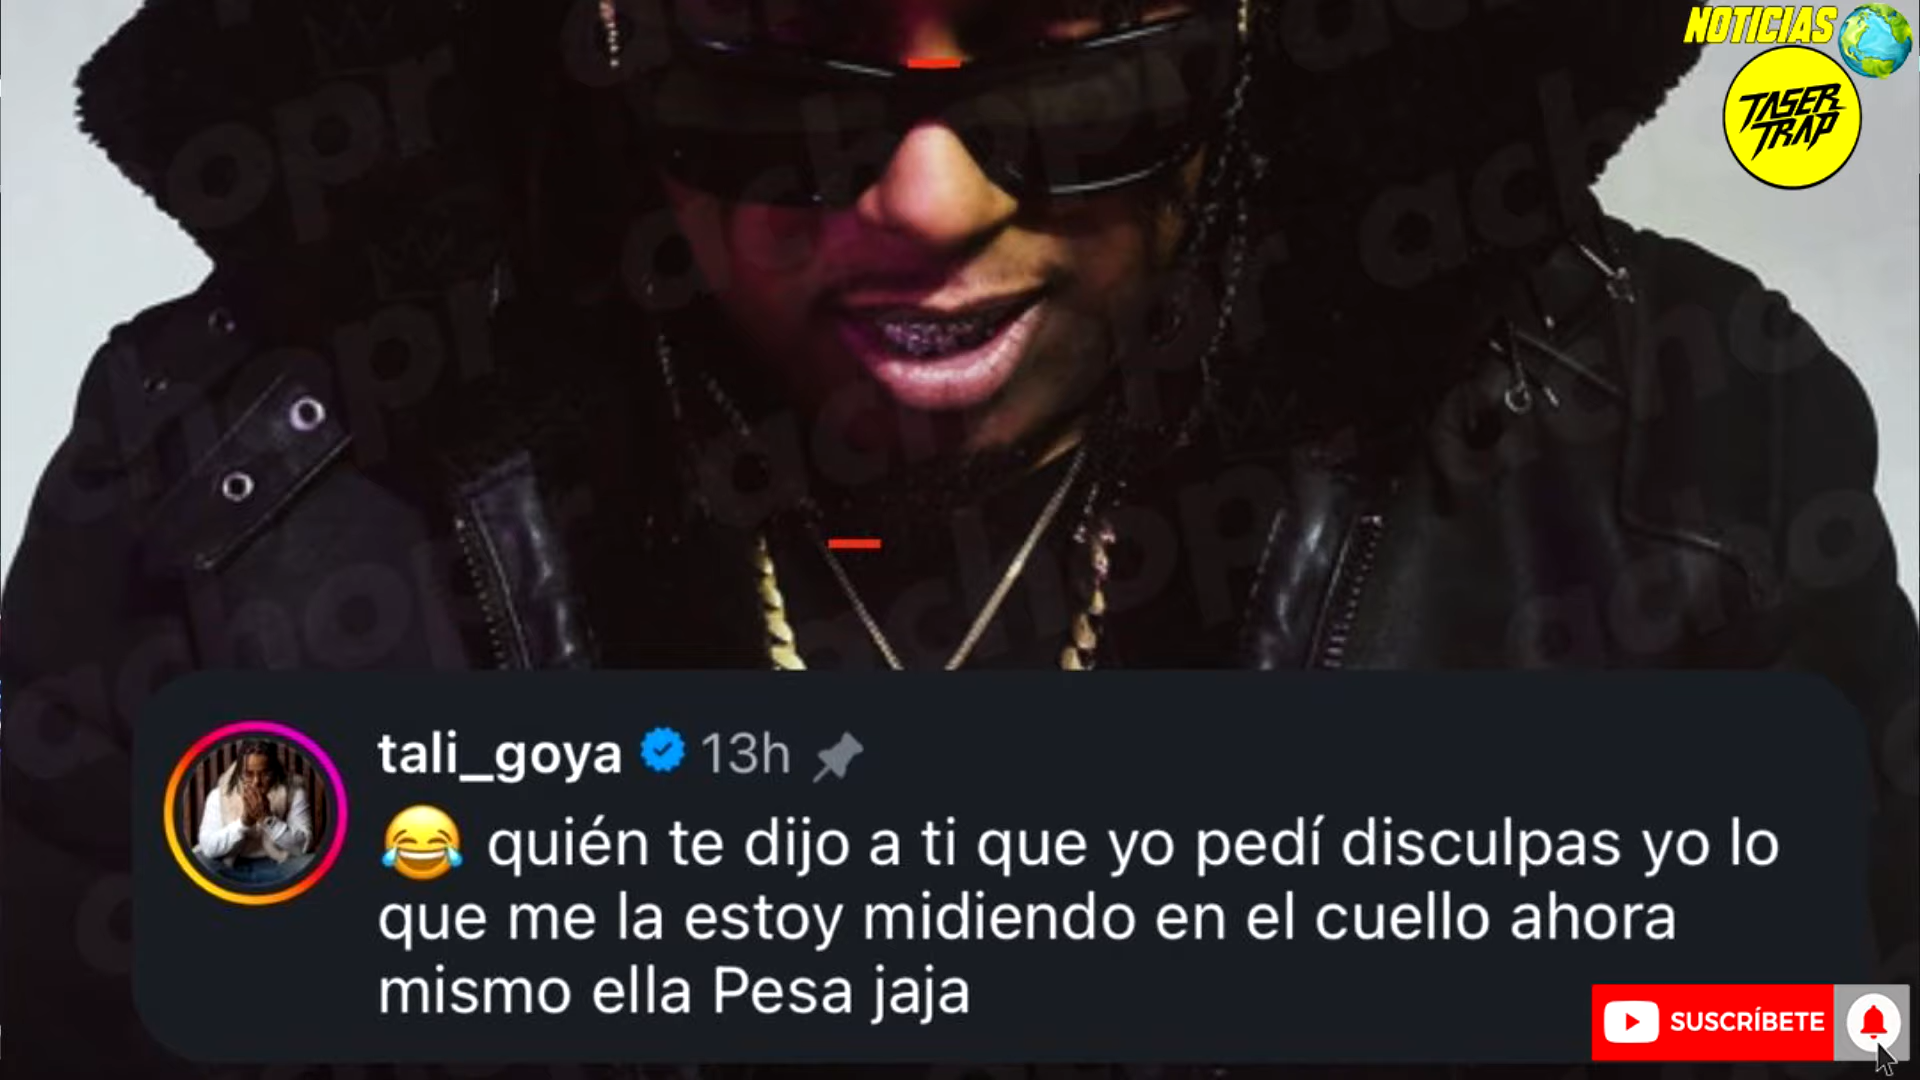 NOTICIAS
TASER
TRAP
achopr
tali_goya 13h
😂 quién te dijo a ti que yo pedí disculpas yo lo
que me la estoy midiendo en el cuello ahora
mismo ella Pesa jaja
SUSCRÍBETE